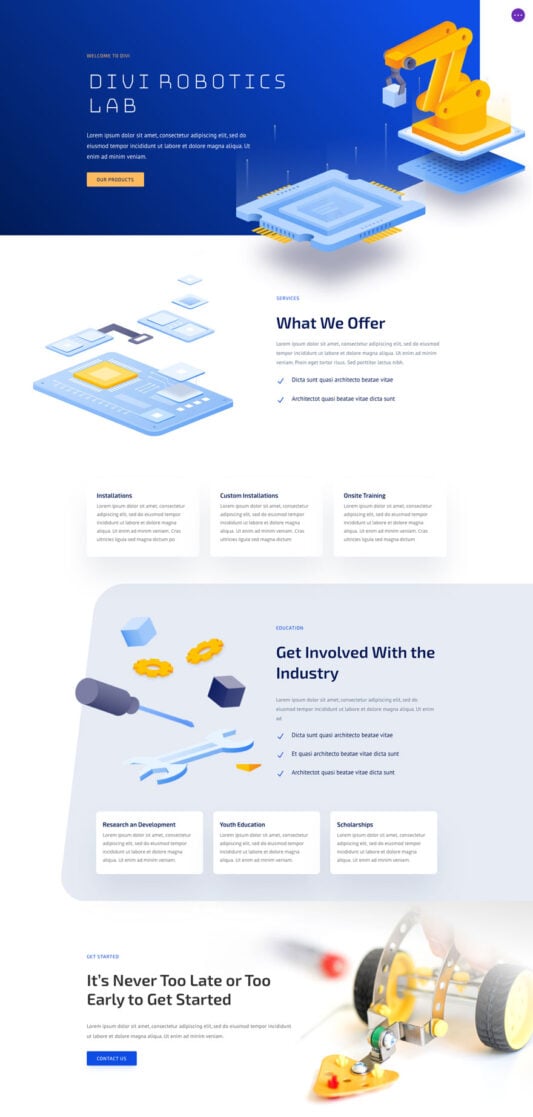 WELCOME TO DIVI
DIVI ROBOTICS
LAB
Lorem ipsum dolor sit amet, consectetur adipiscing elit, sed do
eiusmod tempor incididunt ut labore et dolore magna aliqua. Ut
enim ad minim veniam.
OUR PRODUCTS
SERVICES
What We Offer
Lorem ipsum dolor sit amet, consectetur adipiscing elit, sed do
eiusmod tempor incididunt ut labore et dolore magna aliqua. Ut enim ad minim
veniam. Proin eget tortor risus. Sed porttitor lectus nibh.
Dicta sunt quasi architecto beatae vitae
Architectot quasi beatae vitae dicta sunt
Installations
Lorem ipsum dolor sit amet, consectetur
adipiscing elit, sed do eiusmod tempor
incididunt ut labore et dolore magna
aliqua. Ut enim ad minim veniam. Cras
ultricies ligula sed magna dictum po
Custom Installations
Lorem ipsum dolor sit amet, consectetur
adipiscing elit, sed do eiusmod tempor
incididunt ut labore et dolore magna
aliqua. Ut enim ad minim veniam. Cras
ultricies ligula sed magna dictum
Onsite Training
Lorem ipsum dolor sit amet, consectetur
adipiscing elit, sed do eiusmod tempor
incididunt ut labore et dolore magna
aliqua. Ut enim ad minim veniam. Cras
ultricies ligula sed magna dictum
EDUCATION
Get Involved With the
Industry
Lorem ipsum dolor sit amet, consectetur adipiscing elit, sed do
eiusmod tempor incididunt ut labore et dolore magna aliqua. Ut enim
ad
Dicta sunt quasi architecto beatae vitae
Et quasi architecto beatae vitae dicta sunt
Architectot quasi beatae vitae dicta sunt
Research an Development
Lorem ipsum dolor sit amet, consectetur
adipiscing elit, sed do eiusmod tempor
incididunt ut labore et dolore magna
aliqua. Ut enim ad minim veniam.
Youth Education
Lorem ipsum dolor sit amet, consectetur
adipiscing elit, sed do eiusmod tempor
incididunt ut labore et dolore magna
aliqua. Ut enim ad minim veniam.
Scholarships
Lorem ipsum dolor sit amet, consectetur
adipiscing elit, sed do eiusmod tempor
incididunt ut labore et dolore magna
aliqua. Ut enim ad minim veniam.
GET STARTED
It's Never Too Late or Too
Early to Get Started
Lorem ipsum dolor sit amet, consectetur adipiscing elit, sed do eiusmod tempor incididunt
ut labore et dolore magna aliqua. Ut enim ad minim veniam.
CONTACT US